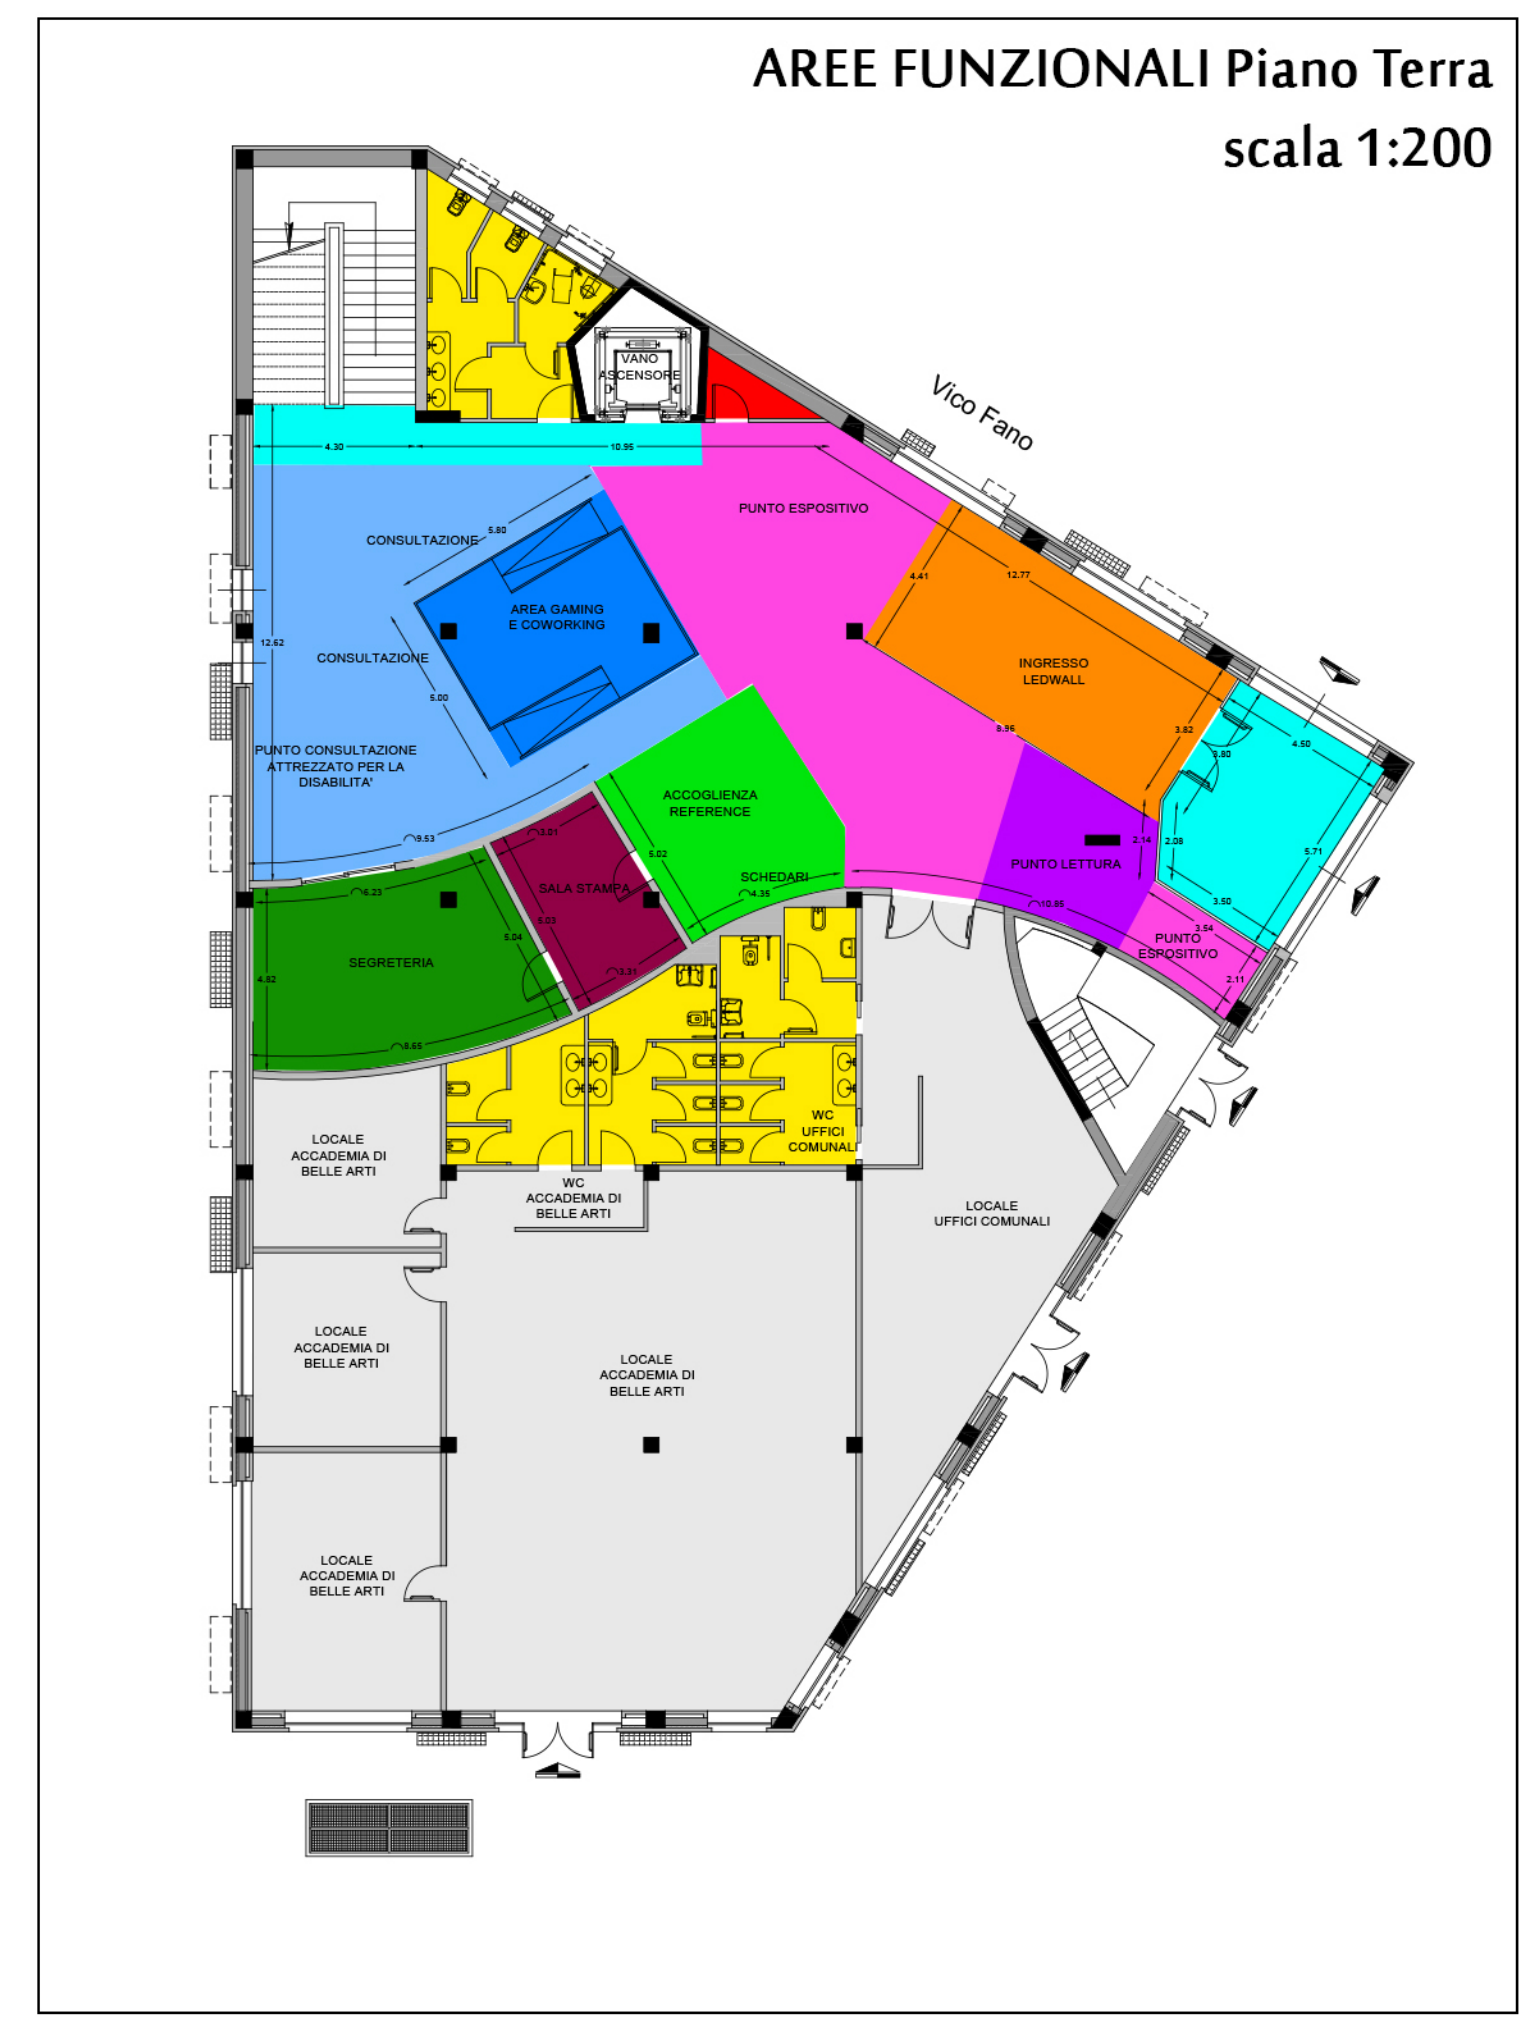 AREE FUNZIONALI Piano Terra
scala 1:200
VANO
ASCENSORE
Vico Fano
4.30
10.95
PUNTO ESPOSITIVO
5.80
CONSULTAZIONE
4.41
12.77
AREA GAMING
E COWORKING
12.62
CONSULTAZIONE
5.00
INGRESSO
LEDWALL
8.96
3.82
4.50
3.80
PUNTO CONSULTAZIONE
ATTREZZATO PER LA
DISABILITA'
ACCOGLIENZA
REFERENCE
9.53
3.01
5.02
2.14
2.08
5.71
PUNTO LETTURA
SCHEDARI
4.35
SALA STAMPA
6.23
10.85
3.50
5.03
5.04
3.54
PUNTO
ESPOSITIVO
SEGRETERIA
4.82
3.31
2.11
8.65
WC
UFFICI
COMUNALI
LOCALE
ACCADEMIA DI
BELLE ARTI
WC
ACCADEMIA DI
BELLE ARTI
LOCALE
UFFICI COMUNALI
LOCALE
ACCADEMIA DI
BELLE ARTI
LOCALE
ACCADEMIA DI
BELLE ARTI
LOCALE
ACCADEMIA DI
BELLE ARTI